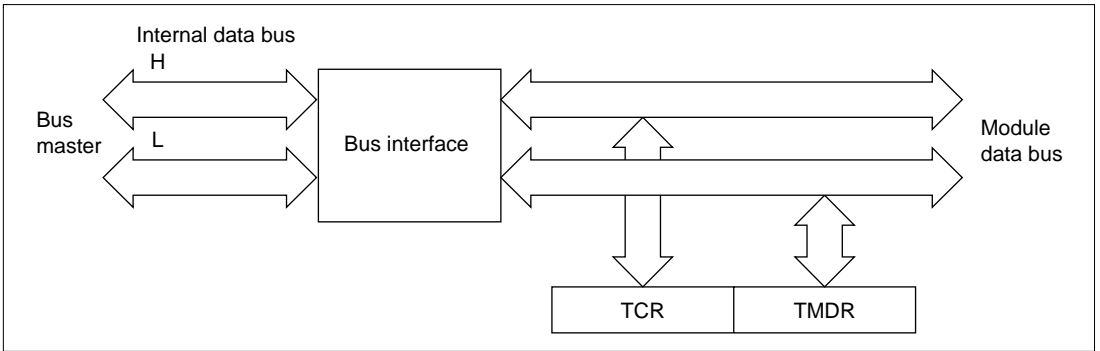 Internal data bus
H
Bus
master
L
Bus interface
Module
data bus
TCR
TMDR